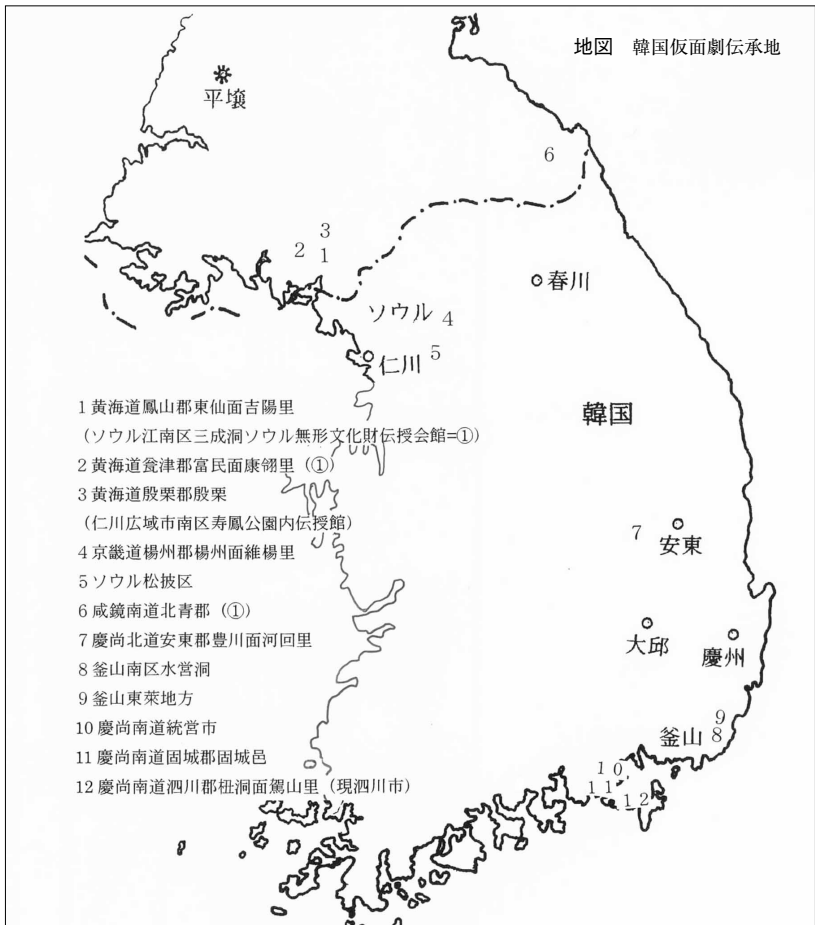 地図 韓国仮面劇伝承地
平壌
6
3
2 1
春川
ソウル 4
仁川 5
韓国
1 黄海道鳳山郡東仙面吉陽里
（ソウル江南区三成洞ソウル無形文化財伝授会館=①）
2 黄海道瓮津郡富民面康翎里（①）
3 黄海道殷栗郡殷栗
（仁川広域市南区寿鳳公園内伝授館）
4 京畿道楊州郡楊州面維楊里
5 ソウル松披区
6 咸鏡南道北青郡（①）
7 慶尚北道安東郡豊川面河回里
8 釜山南区水営洞
9 釜山東萊地方
10 慶尚南道統営市
11 慶尚南道固城郡固城邑
12 慶尚南道泗川郡杻洞面駕山里（現泗川市）
7 安東
大邱
慶州
9
釜山 8
10
11
12